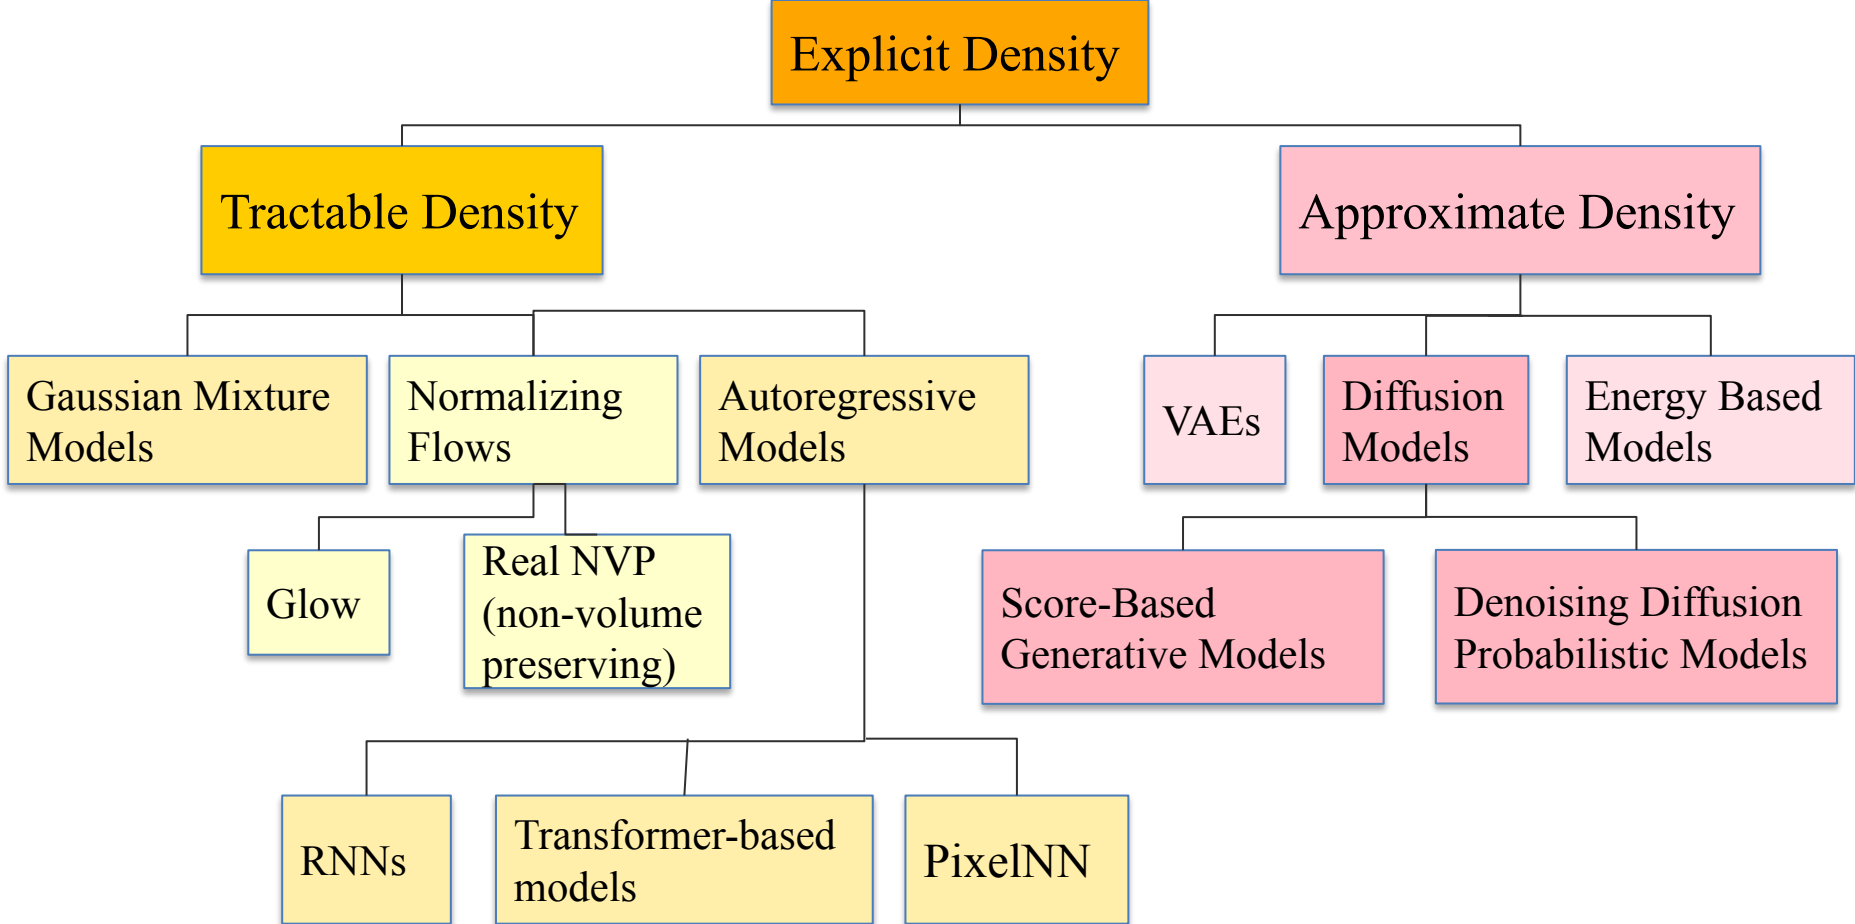 Explicit Density
Tractable Density
Approximate Density
Gaussian Mixture
Models
Normalizing
Flows
Autoregressive
Models
VAEs
Diffusion
Models
Energy Based
Models
Glow
Real NVP
(non-volume
preserving)
Score-Based
Generative Models
Denoising Diffusion
Probabilistic Models
RNNs
Transformer-based
models
PixelNN